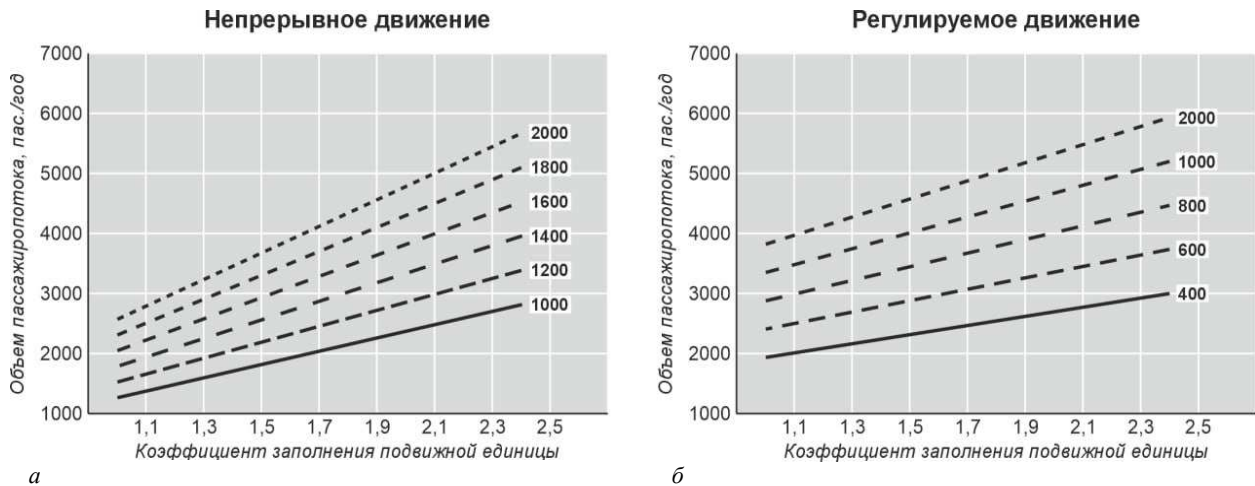 Непрерывное движение
7000
6000
5000
4000
3000
2000
1000
Объем пассажиропотока, пас./год
2000
1800
1600
1400
1200
1000
1,1 1,3 1,5 1,7 1,9 2,1 2,3 2,5
Коэффициент заполнения подвижной единицы
а
Регулируемое движение
7000
6000
5000
4000
3000
2000
1000
Объем пассажиропотока, пас./год
2000
1000
800
600
400
1,1 1,3 1,5 1,7 1,9 2,1 2,3 2,5
Коэффициент заполнения подвижной единицы
б